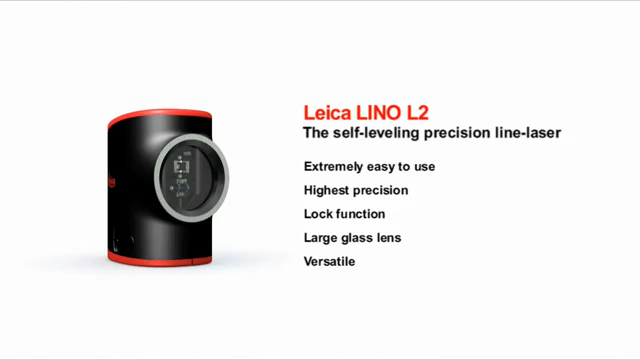 Leica LINO L2
The self-leveling precision line-laser
Extremely easy to use
Highest precision
Lock function
Large glass lens
Versatile